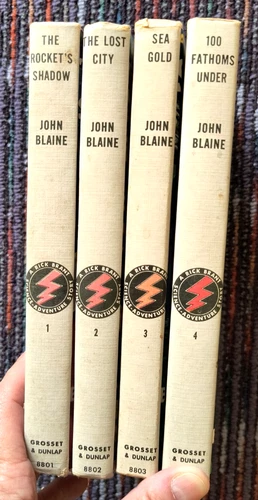 THE
ROCKET'S
SHADOW
JOHN
BLAINE
A RICK BRANT
SCIENCE-ADVENTURE STORY
1
GROSSET
& DUNLAP
8801
THE LOST
CITY
JOHN
BLAINE
A RICK BRANT
SCIENCE-ADVENTURE STORY
2
GROSSET
& DUNLAP
8802
SEA
GOLD
JOHN
BLAINE
A RICK BRANT
SCIENCE-ADVENTURE STORY
3
GROSSET
& DUNLAP
8803
100
FATHOMS
UNDER
JOHN
BLAINE
A RICK BRANT
SCIENCE-ADVENTURE STORY
4
GROSSET
& DUNLAP